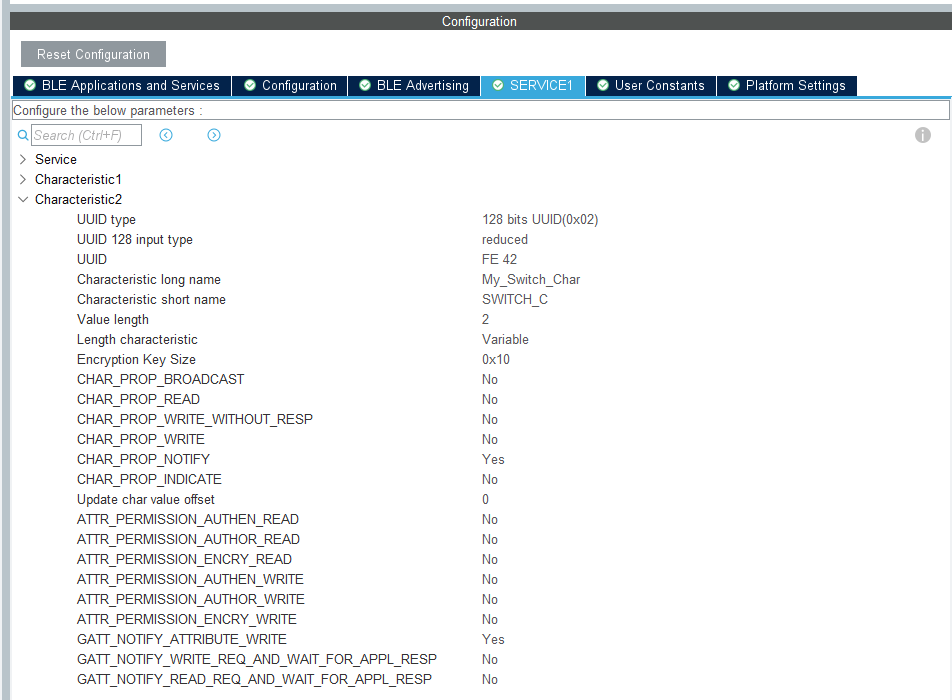 Configuration
Reset Configuration
BLE Applications and Services Configuration BLE Advertising SERVICE1 User Constants Platform Settings
Configure the below parameters :
Search (Ctrl+F)
Service
Characteristic1
Characteristic2
UUID type 128 bits UUID(0x02)
UUID 128 input type reduced
UUID FE 42
Characteristic long name My_Switch_Char
Characteristic short name SWITCH_C
Value length 2
Length characteristic Variable
Encryption Key Size 0x10
CHAR_PROP_BROADCAST No
CHAR_PROP_READ No
CHAR_PROP_WRITE_WITHOUT_RESP No
CHAR_PROP_WRITE No
CHAR_PROP_NOTIFY Yes
CHAR_PROP_INDICATE No
Update char value offset 0
ATTR_PERMISSION_AUTHEN_READ No
ATTR_PERMISSION_AUTHOR_READ No
ATTR_PERMISSION_ENCRY_READ No
ATTR_PERMISSION_AUTHEN_WRITE No
ATTR_PERMISSION_AUTHOR_WRITE No
ATTR_PERMISSION_ENCRY_WRITE No
GATT_NOTIFY_ATTRIBUTE_WRITE Yes
GATT_NOTIFY_WRITE_REQ_AND_WAIT_FOR_APPL_RESP No
GATT_NOTIFY_READ_REQ_AND_WAIT_FOR_APPL_RESP No